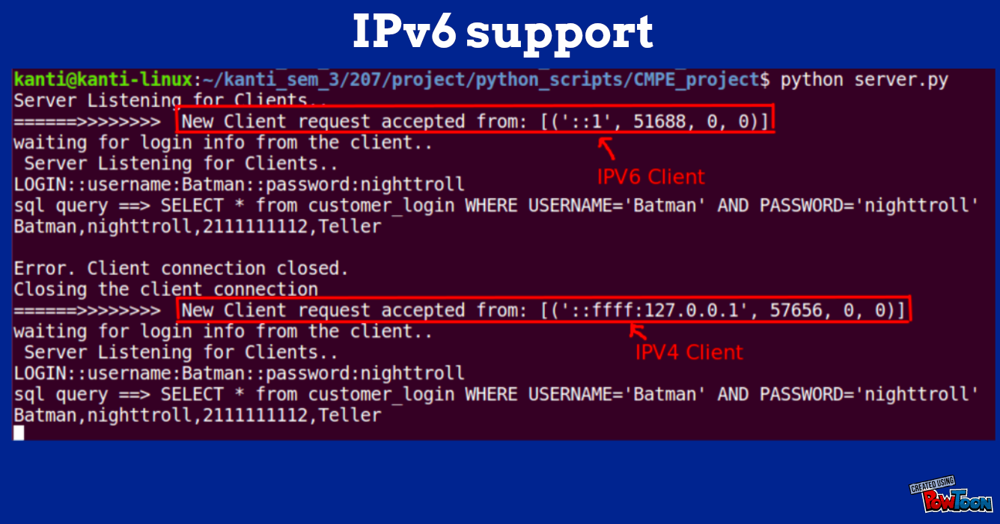 IPv6 support
kanti@kanti-linux:~/kanti_sem_3/207/project/python_scripts/CMPE_project$ python server.py
Server Listening for Clients..
======>>>>>>>> New Client request accepted from: [('::1', 51688, 0, 0)]
waiting for login info from the client..
Server Listening for Clients..
IPV6 Client
LOGIN::username:Batman::password:nighttroll
sql query ==> SELECT * from customer_login WHERE USERNAME='Batman' AND PASSWORD='nighttroll'
Batman,nighttroll,2111111112,Teller
Error. Client connection closed.
Closing the client connection
======>>>>>>>> New Client request accepted from: [('::ffff:127.0.0.1', 57656, 0, 0)]
waiting for login info from the client..
Server Listening for Clients..
IPV4 Client
LOGIN::username:Batman::password:nighttroll
sql query ==> SELECT * from customer_login WHERE USERNAME='Batman' AND PASSWORD='nighttroll'
Batman,nighttroll,2111111112,Teller
CREATED USING
POWTOON